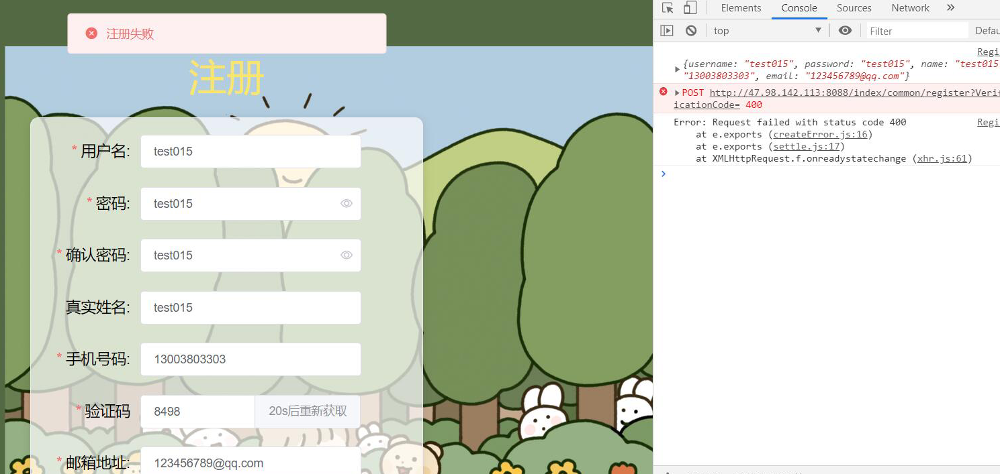 注册失败
注册
* 用户名: test015
* 密码: test015
* 确认密码: test015
真实姓名: test015
* 手机号码: 13003803303
* 验证码 8498 20s后重新获取
* 邮箱地址: 123456789@qq.com
Elements Console Sources Network
top Filter Defau
Regi
{username: "test015", password: "test015", name: "test015
"13003803303", email: "123456789@qq.com"}
POST http://47.98.142.113:8088/index/common/register?Verif
icationCode= 400
Error: Request failed with status code 400 Regi
at e.exports (createError.js:16)
at e.exports (settle.js:17)
at XMLHttpRequest.f.onreadystatechange (xhr.js:61)